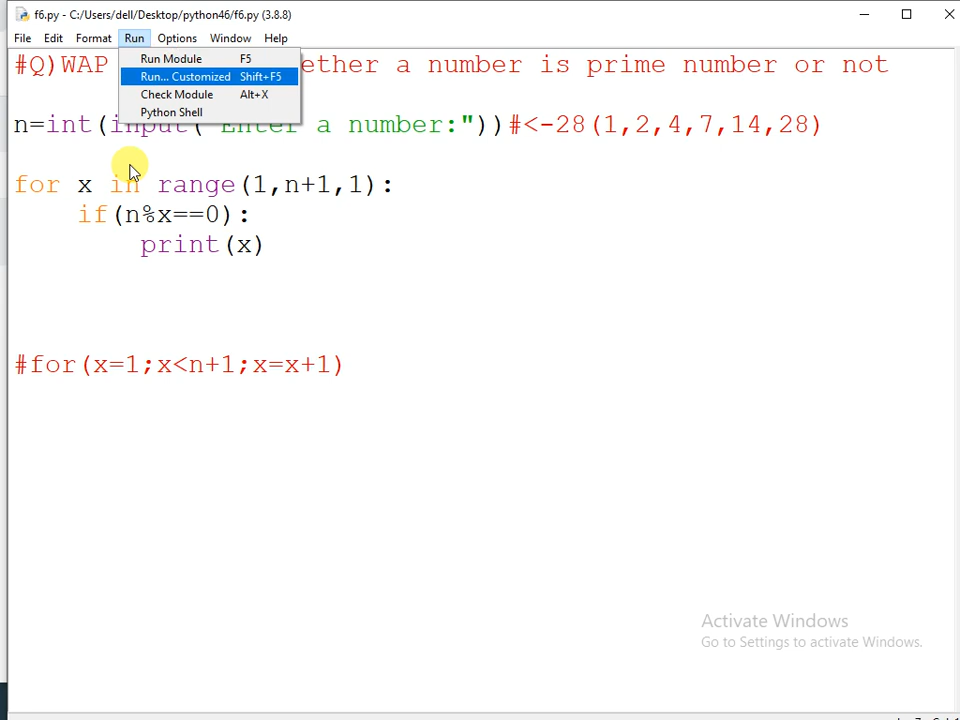 f6.py - C:/Users/dell/Desktop/python46/f6.py (3.8.8)
File Edit Format Run Options Window Help
Run Module F5
Run... Customized Shift+F5
Check Module Alt+X
Python Shell
#Q)WAP ether a number is prime number or not
n=int(input("Enter a number:"))#<-28(1,2,4,7,14,28)
for x in range(1,n+1,1):
if(n%x==0):
print(x)
#for(x=1;x<n+1;x=x+1)
Activate Windows
Go to Settings to activate Windows.